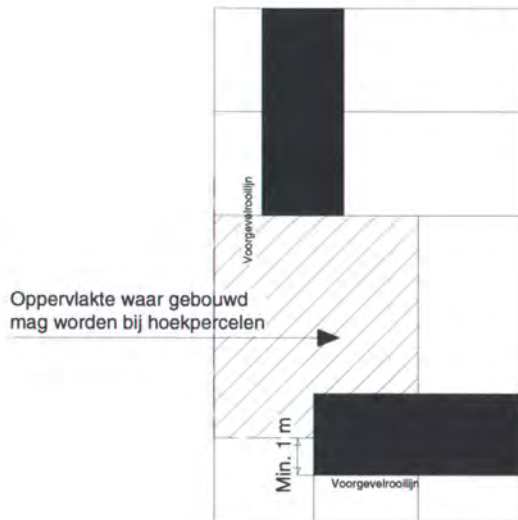 Voorgevelrooilijn
Oppervlakte waar gebouwd
mag worden bij hoekpercelen
Min. 1 m
Voorgevelrooilijn